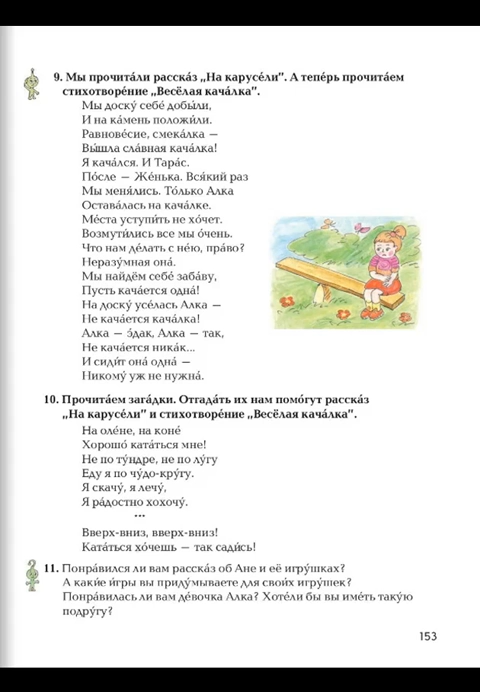 9. Мы прочита́ли расска́з „На карусе́ли". А тепе́рь прочита́ем
стихотворе́ние „Весёлая кача́лка".
Мы доску́ себе́ добы́ли,
И на ка́мень положи́ли.
Равнове́сие, смека́лка —
Вы́шла сла́вная кача́лка!
Я кача́лся. И Тара́с.
По́сле — Же́нька. Вся́кий раз
Мы меня́лись. То́лько Алка
Остава́лась на кача́лке.
Ме́ста уступи́ть не хо́чет.
Возмути́лись все мы о́чень.
Что нам де́лать с не́ю, пра́во?
Неразу́мная она́.
Мы найдём себе́ заба́ву,
Пусть кача́ется одна́!
На доску́ усе́лась Алка —
Не кача́ется кача́лка!
Алка — э́дак, Алка — так,
Не кача́ется ника́к...
И сиди́т она́ одна́ —
Никому́ уж не нужна́.
10. Прочита́ем зага́дки. Отгада́ть их нам помо́гут расска́з
„На карусе́ли" и стихотворе́ние „Весёлая кача́лка".
На оле́не, на коне́
Хорошо́ ката́ться мне!
Не по ту́ндре, не по лу́гу
Еду я по чу́до-кру́гу.
Я скачу́, я лечу́,
Я ра́достно хохочу́.
•••
Вверх-вниз, вверх-вниз!
Ката́ться хо́чешь — так сади́сь!
11. Понра́вился ли вам расска́з об Ане и её игру́шках?
А каки́е и́гры вы приду́мываете для свои́х игру́шек?
Понра́вилась ли вам де́вочка Алка? Хоте́ли бы вы име́ть таку́ю
подру́гу?
153